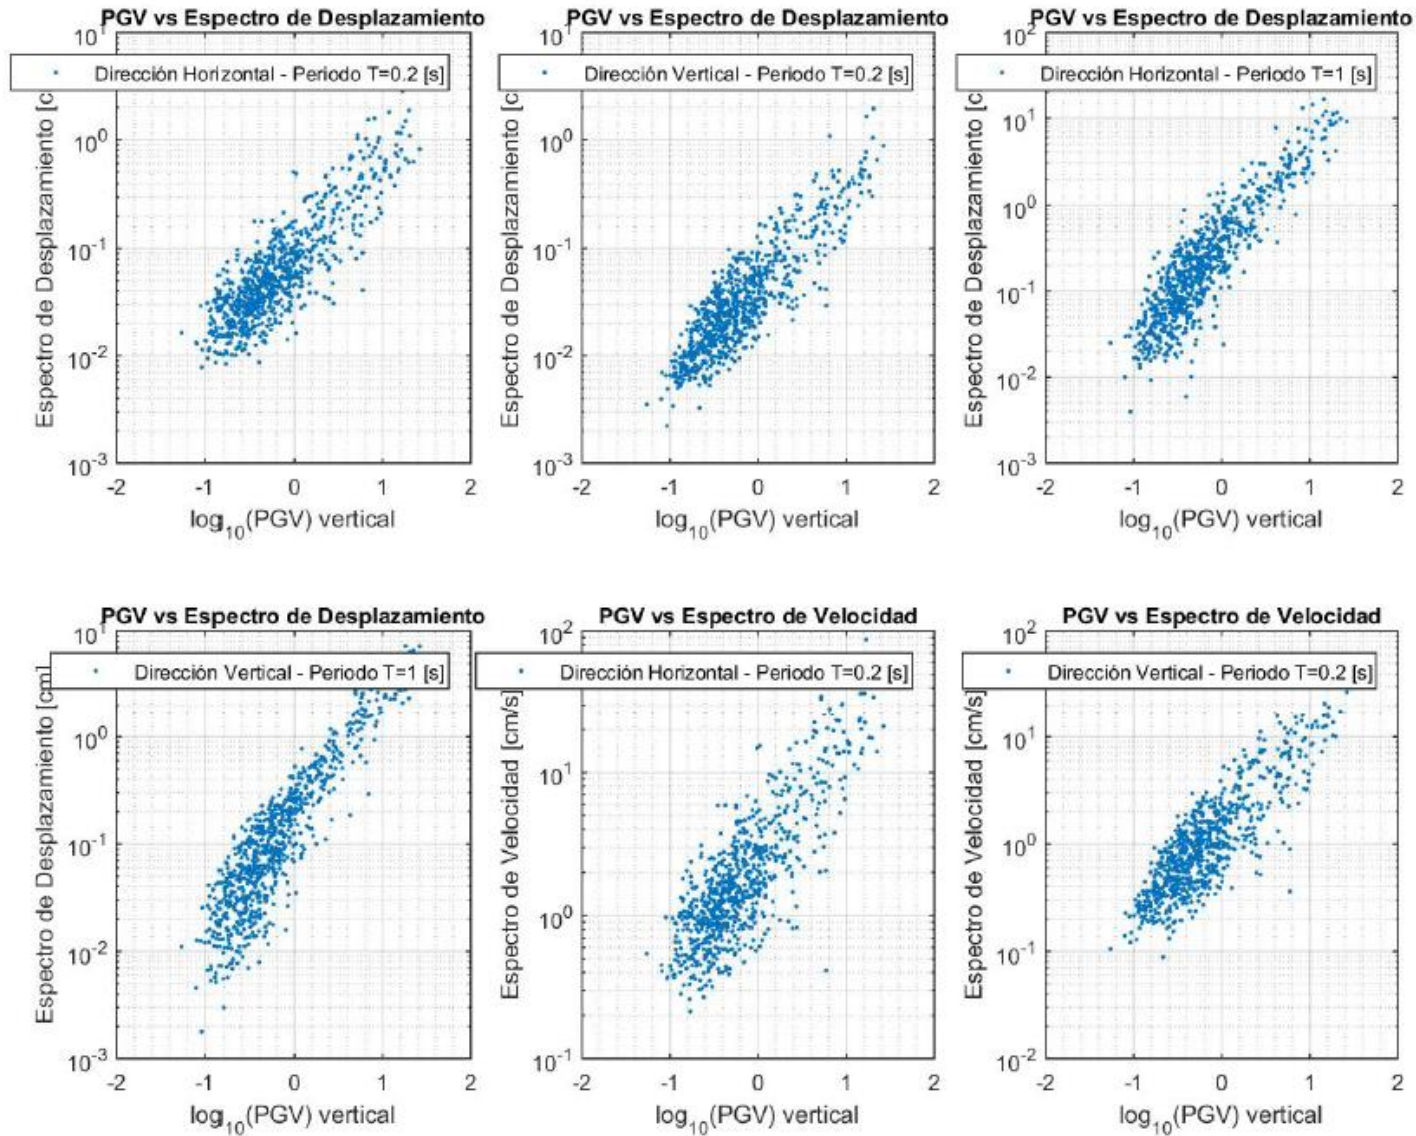 PGV vs Espectro de Desplazamiento
10^1
Dirección Horizontal - Periodo T=0.2 [s]
10^0
10^-1
10^-2
10^-3
Espectro de Desplazamiento [c
-2 -1 0 1 2
log_10(PGV) vertical
PGV vs Espectro de Desplazamiento
10^1
Dirección Vertical - Periodo T=0.2 [s]
10^0
10^-1
10^-2
10^-3
Espectro de Desplazamiento [c
-2 -1 0 1 2
log_10(PGV) vertical
PGV vs Espectro de Desplazamiento
10^2
Dirección Horizontal - Periodo T=1 [s]
10^1
10^0
10^-1
10^-2
10^-3
Espectro de Desplazamiento [c
-2 -1 0 1 2
log_10(PGV) vertical
PGV vs Espectro de Desplazamiento
10^1
Dirección Vertical - Periodo T=1 [s]
10^0
10^-1
10^-2
10^-3
Espectro de Desplazamiento [cm]
-2 -1 0 1 2
log_10(PGV) vertical
PGV vs Espectro de Velocidad
10^2
Dirección Horizontal - Periodo T=0.2 [s]
10^1
10^0
10^-1
Espectro de Velocidad [cm/s]
-2 -1 0 1 2
log_10(PGV) vertical
PGV vs Espectro de Velocidad
10^2
Dirección Vertical - Periodo T=0.2 [s]
10^1
10^0
10^-1
10^-2
Espectro de Velocidad [cm/s]
-2 -1 0 1 2
log_10(PGV) vertical